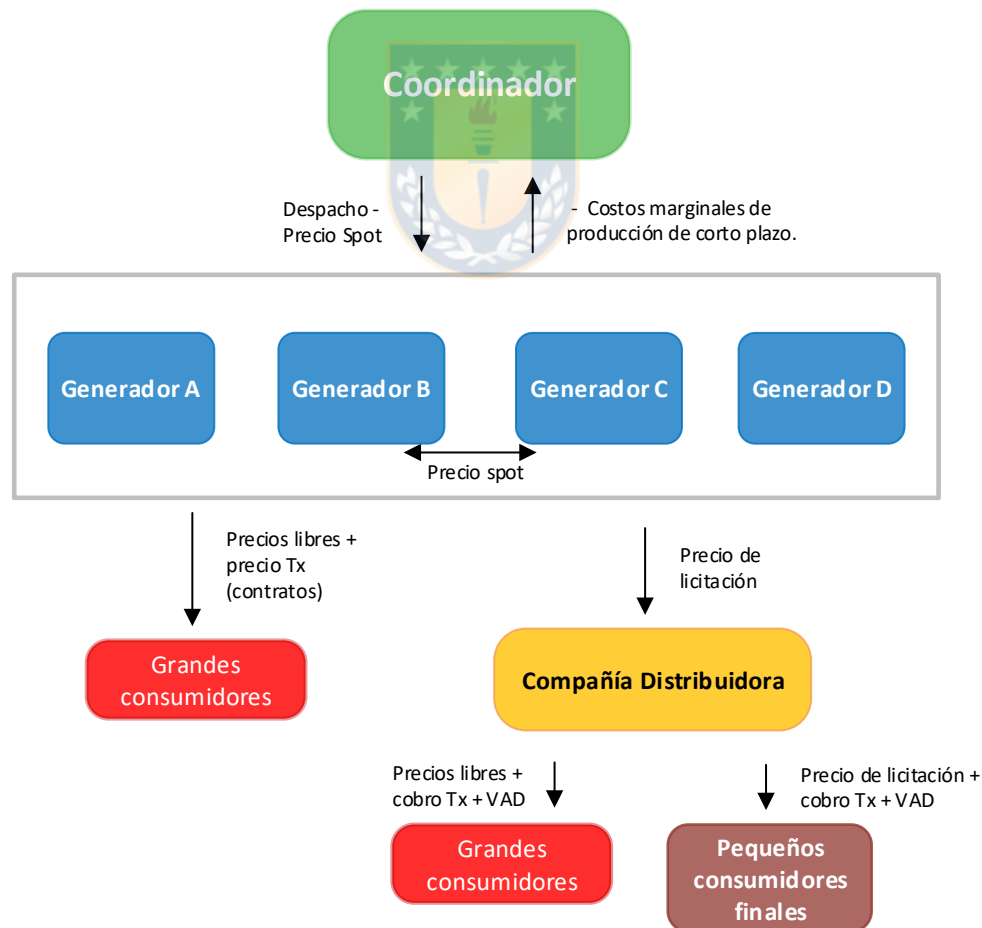 Coordinador
Despacho -
Precio Spot
- Costos marginales de
producción de corto plazo.
Generador A
Generador B
Generador C
Generador D
Precio spot
Precios libres +
precio Tx
(contratos)
Precio de
licitación
Grandes
consumidores
Compañía Distribuidora
Precios libres +
cobro Tx + VAD
Precio de licitación +
cobro Tx + VAD
Grandes
consumidores
Pequeños
consumidores
finales